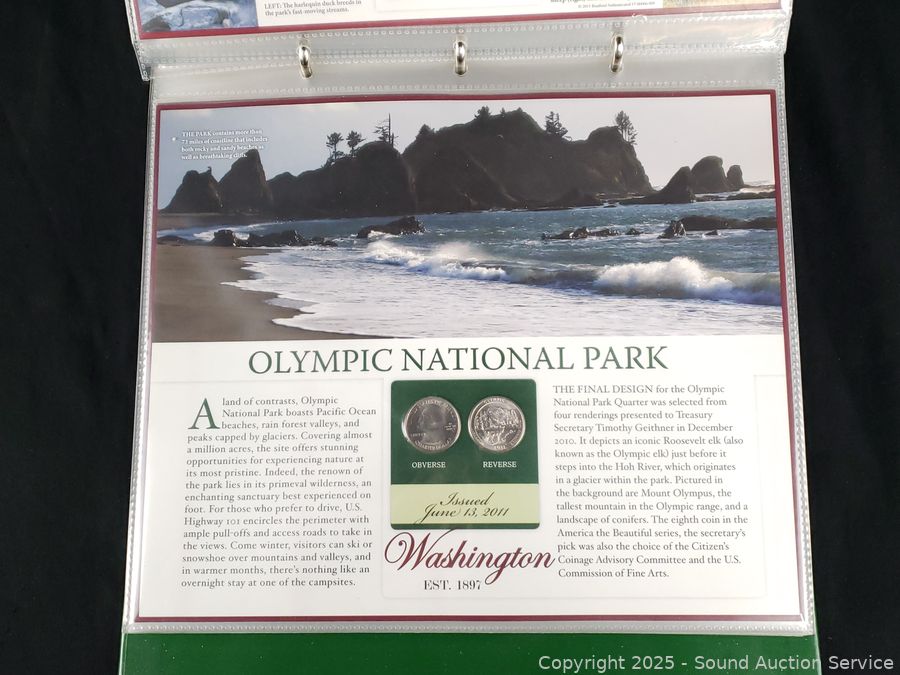 LEFT: The harlequin duck breeds in
the park's fast-moving streams.
THE PARK contains more than
73 miles of coastline that includes
both rocky and sandy beaches as
well as breathtaking cliffs.
OLYMPIC NATIONAL PARK
A land of contrasts, Olympic
National Park boasts Pacific Ocean
beaches, rain forest valleys, and
peaks capped by glaciers. Covering almost
a million acres, the site offers stunning
opportunities for experiencing nature at
its most pristine. Indeed, the renown of
the park lies in its primeval wilderness, an
enchanting sanctuary best experienced on
foot. For those who prefer to drive, U.S.
Highway 101 encircles the perimeter with
ample pull-offs and access roads to take in
the views. Come winter, visitors can ski or
snowshoe over mountains and valleys, and
in warmer months, there's nothing like an
overnight stay at one of the campsites.
OBVERSE
REVERSE
Issued
June 13, 2011
Washington
EST. 1897
THE FINAL DESIGN for the Olympic
National Park Quarter was selected from
four renderings presented to Treasury
Secretary Timothy Geithner in December
2010. It depicts an iconic Roosevelt elk (also
known as the Olympic elk) just before it
steps into the Hoh River, which originates
in a glacier within the park. Pictured in
the background are Mount Olympus, the
tallest mountain in the Olympic range, and a
landscape of conifers. The eighth coin in the
America the Beautiful series, the secretary's
pick was also the choice of the Citizen's
Coinage Advisory Committee and the U.S.
Commission of Fine Arts.
Copyright 2025 - Sound Auction Service